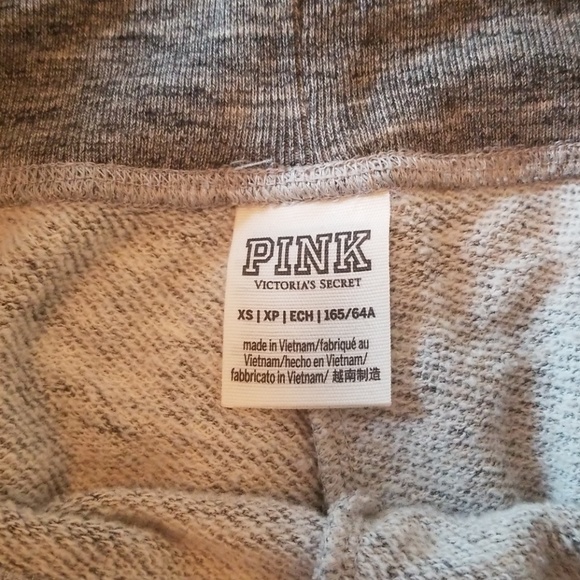 PINK
VICTORIA'S SECRET
XS | XP | ECH | 165/64A
made in Vietnam/fabriqué au
Vietnam/hecho en Vietnam/
fabbricato in Vietnam/ 越南制造